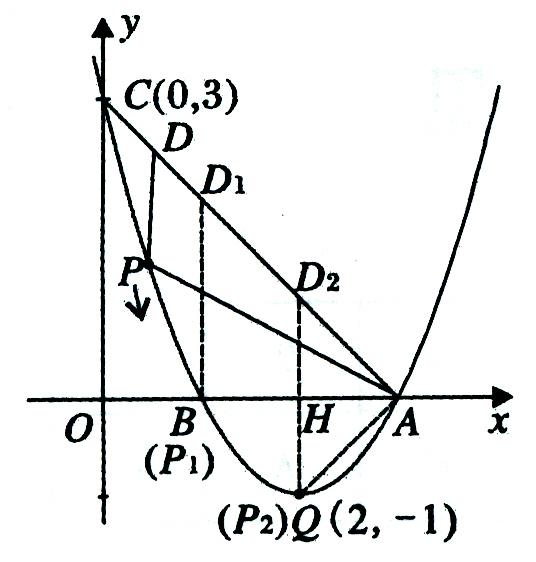 y
C(0,3)
D
D1
P
D2
O
B
H
A
x
(P1)
(P2)Q(2,-1)